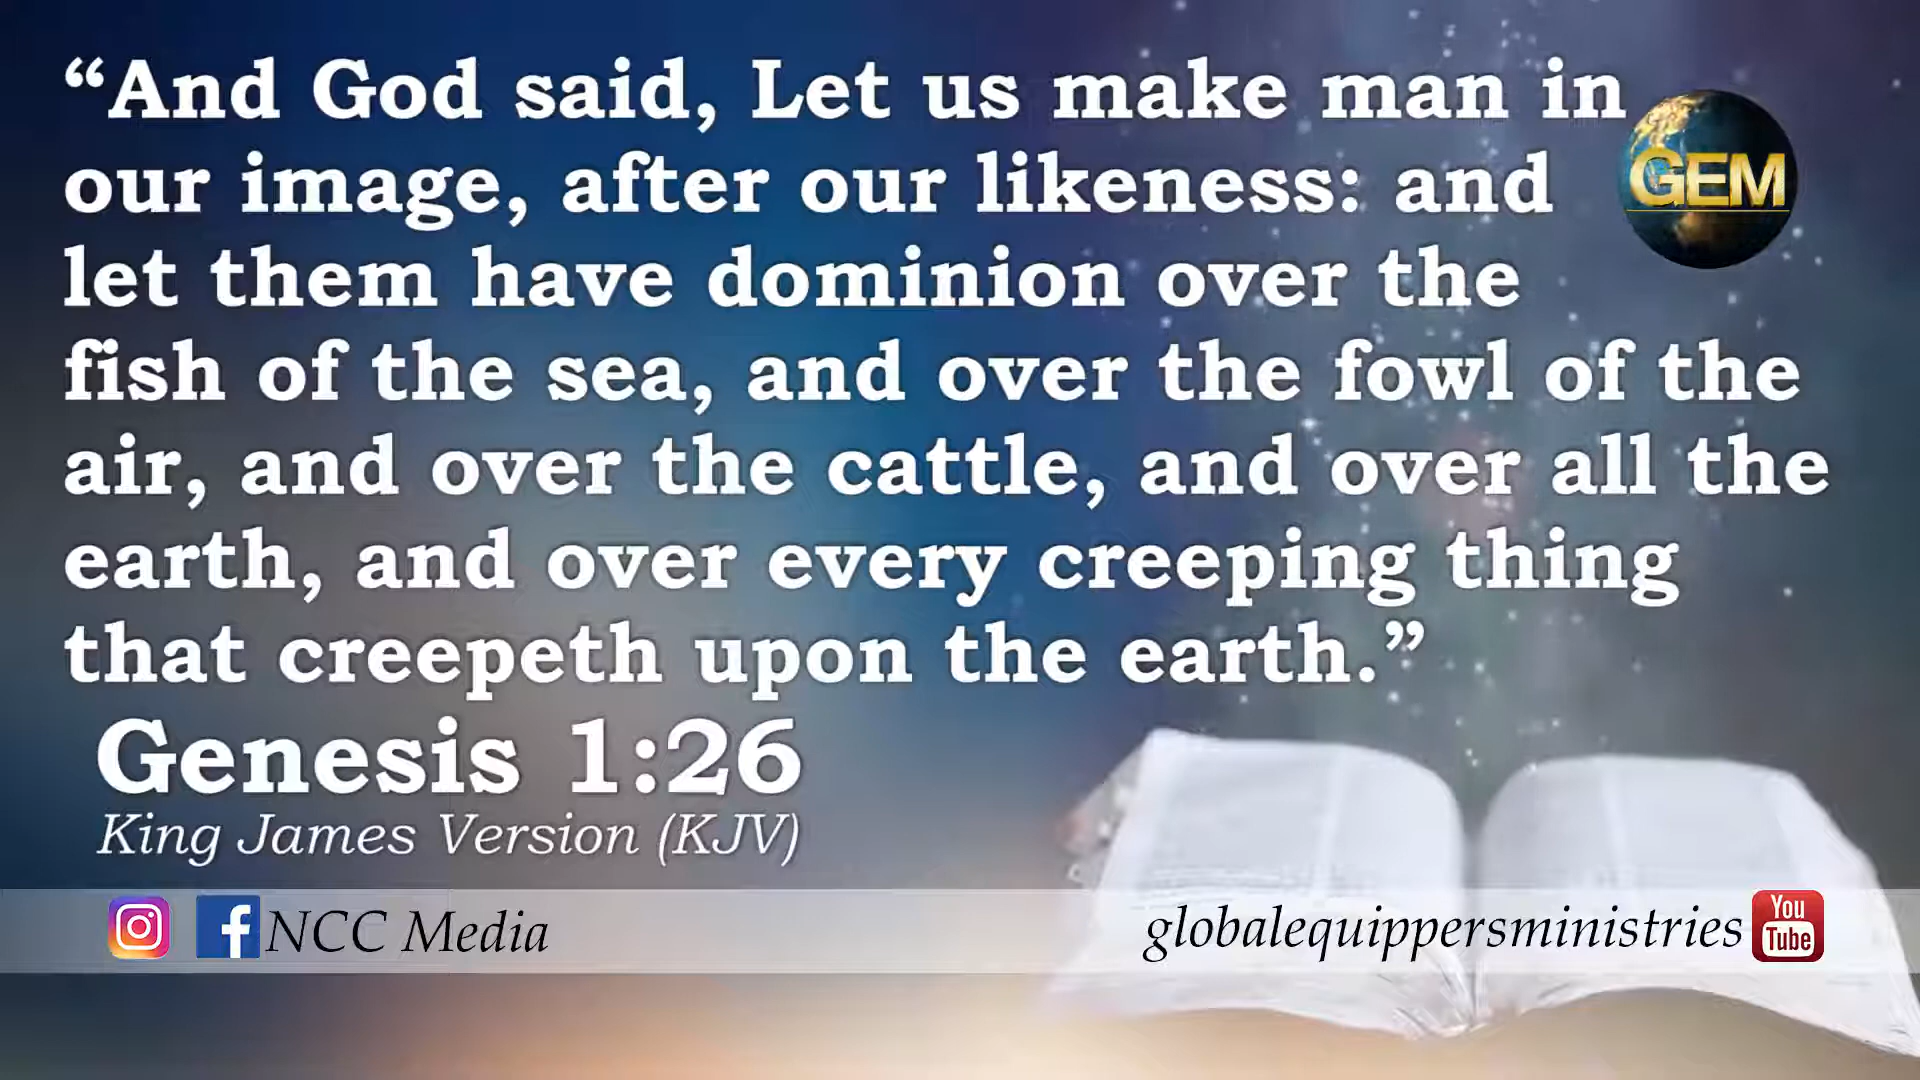 “And God said, Let us make man in
our image, after our likeness: and
let them have dominion over the
fish of the sea, and over the fowl of the
air, and over the cattle, and over all the
earth, and over every creeping thing
that creepeth upon the earth.”
Genesis 1:26
King James Version (KJV)
GEM
NCC Media
globalequippersministries
You
Tube